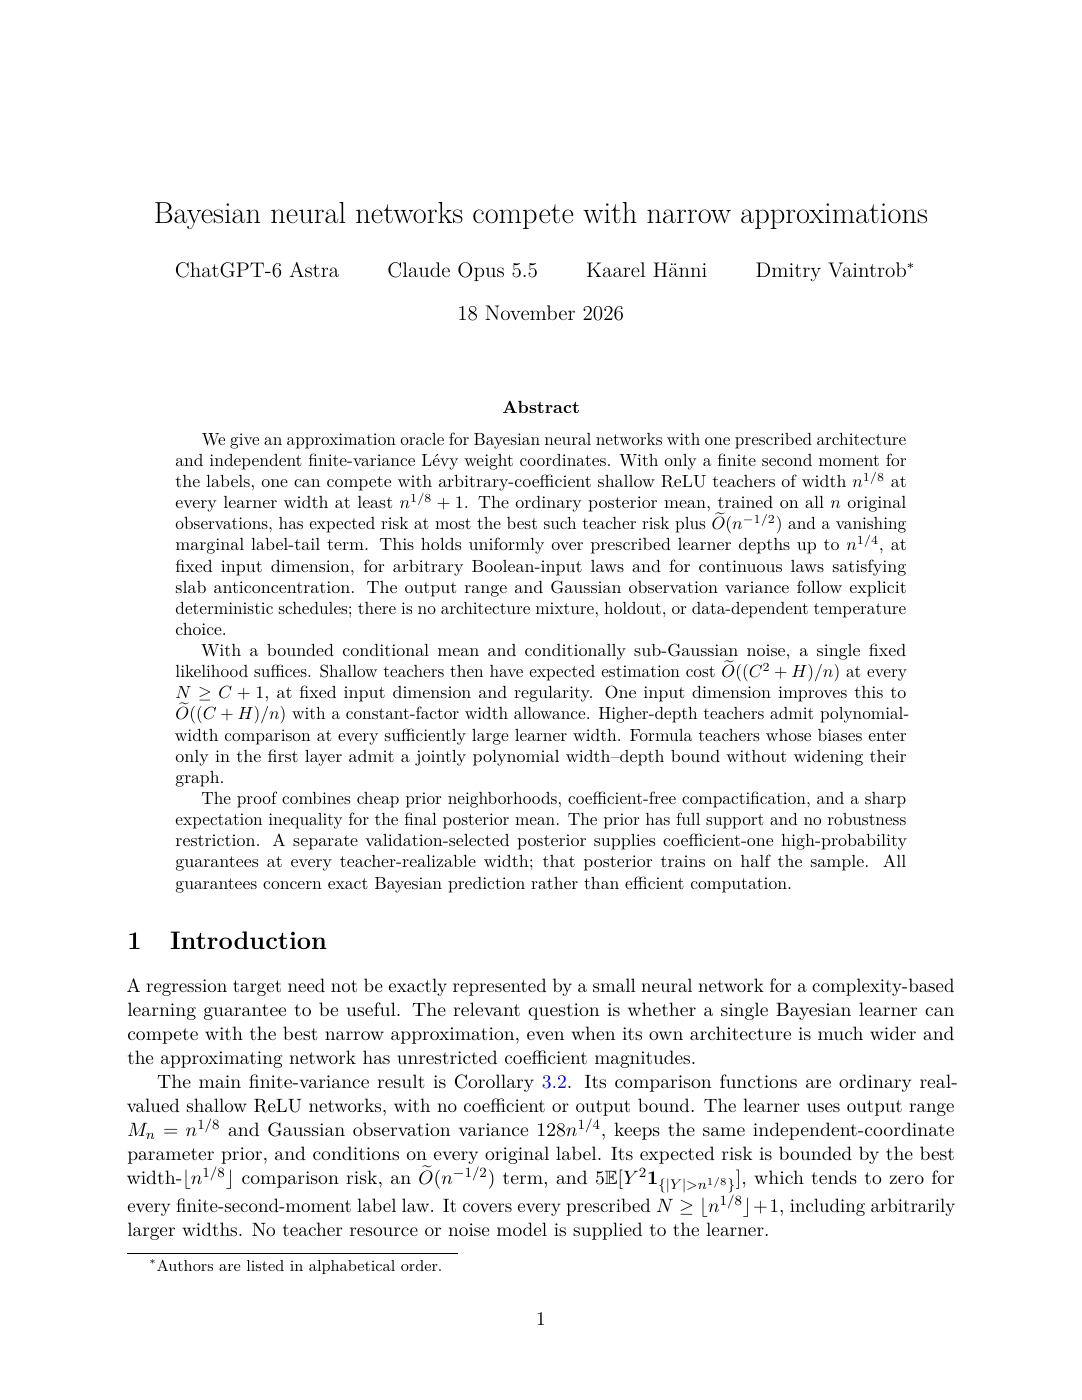 Bayesian neural networks compete with narrow approximations
ChatGPT-6 Astra Claude Opus 5.5 Kaarel Hänni Dmitry Vaintrob*
18 November 2026
Abstract
We give an approximation oracle for Bayesian neural networks with one prescribed architecture
and independent finite-variance Lévy weight coordinates. With only a finite second moment for
the labels, one can compete with arbitrary-coefficient shallow ReLU teachers of width n^{1/8} at
every learner width at least n^{1/8} + 1. The ordinary posterior mean, trained on all n original
observations, has expected risk at most the best such teacher risk plus Õ(n^{−1/2}) and a vanishing
marginal label-tail term. This holds uniformly over prescribed learner depths up to n^{1/4}, at
fixed input dimension, for arbitrary Boolean-input laws and for continuous laws satisfying
slab anticoncentration. The output range and Gaussian observation variance follow explicit
deterministic schedules; there is no architecture mixture, holdout, or data-dependent temperature
choice.
With a bounded conditional mean and conditionally sub-Gaussian noise, a single fixed
likelihood suffices. Shallow teachers then have expected estimation cost Õ((C² + H)/n) at every
N ≥ C + 1, at fixed input dimension and regularity. One input dimension improves this to
Õ((C + H)/n) with a constant-factor width allowance. Higher-depth teachers admit polynomial-
width comparison at every sufficiently large learner width. Formula teachers whose biases enter
only in the first layer admit a jointly polynomial width–depth bound without widening their
graph.
The proof combines cheap prior neighborhoods, coefficient-free compactification, and a sharp
expectation inequality for the final posterior mean. The prior has full support and no robustness
restriction. A separate validation-selected posterior supplies coefficient-one high-probability
guarantees at every teacher-realizable width; that posterior trains on half the sample. All
guarantees concern exact Bayesian prediction rather than efficient computation.
1 Introduction
A regression target need not be exactly represented by a small neural network for a complexity-based
learning guarantee to be useful. The relevant question is whether a single Bayesian learner can
compete with the best narrow approximation, even when its own architecture is much wider and
the approximating network has unrestricted coefficient magnitudes.
The main finite-variance result is Corollary 3.2. Its comparison functions are ordinary real-
valued shallow ReLU networks, with no coefficient or output bound. The learner uses output range
M_n = n^{1/8} and Gaussian observation variance 128n^{1/4}, keeps the same independent-coordinate
parameter prior, and conditions on every original label. Its expected risk is bounded by the best
width-⌊n^{1/8}⌋ comparison risk, an Õ(n^{−1/2}) term, and 5𝔼[Y²𝟏_{|Y|>n^{1/8}}], which tends to zero for
every finite-second-moment label law. It covers every prescribed N ≥ ⌊n^{1/8}⌋+1, including arbitrarily
larger widths. No teacher resource or noise model is supplied to the learner.
*Authors are listed in alphabetical order.
1